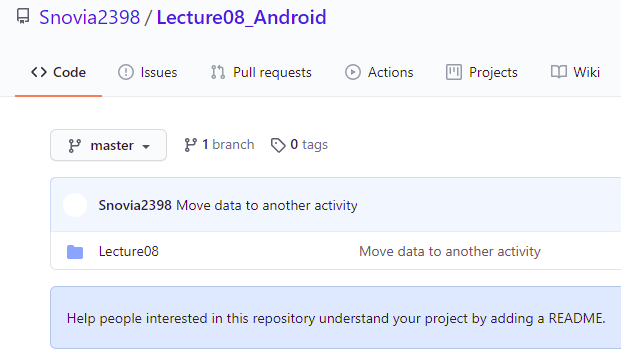 Snovia2398 / Lecture08_Android
Code Issues Pull requests Actions Projects Wiki
master 1 branch 0 tags
Snovia2398 Move data to another activity
Lecture08 Move data to another activity
Help people interested in this repository understand your project by adding a README.